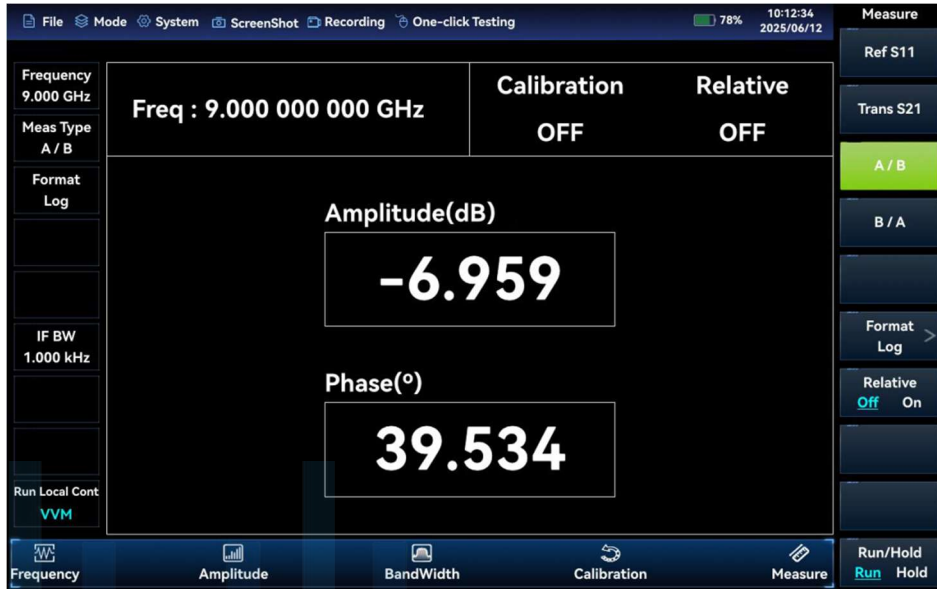 File Mode System ScreenShot Recording One-click Testing 78% 10:12:34 2025/06/12
Measure
Frequency
9.000 GHz
Meas Type
A / B
Format
Log
IF BW
1.000 kHz
Run Local Cont
VVM
Freq : 9.000 000 000 GHz
Calibration
OFF
Relative
OFF
Amplitude(dB)
-6.959
Phase(º)
39.534
Ref S11
Trans S21
A / B
B / A
Format >
Log
Relative
Off On
Run/Hold
Run Hold
Frequency Amplitude BandWidth Calibration Measure